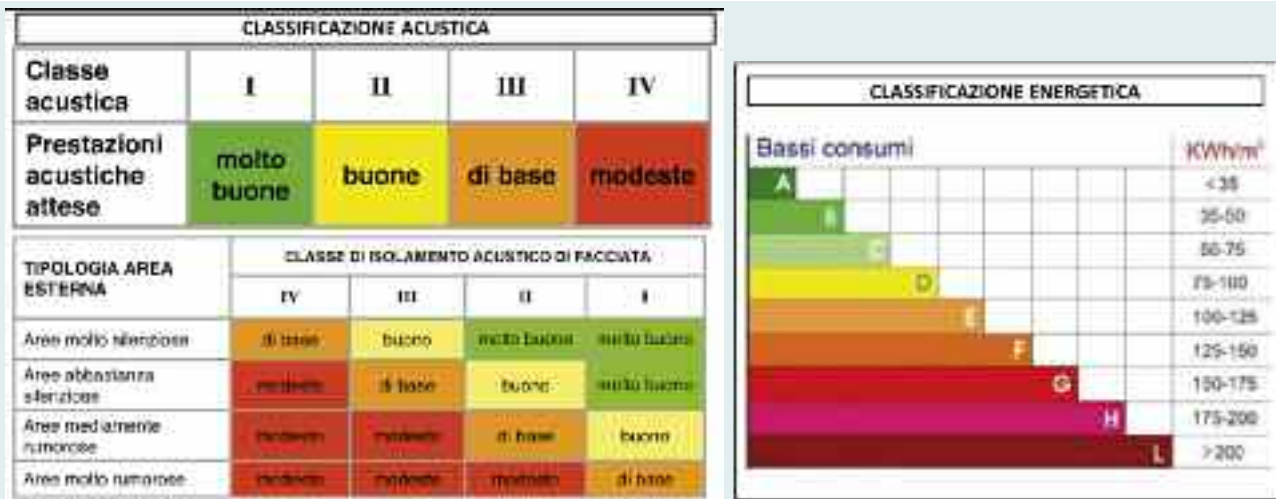 CLASSIFICAZIONE ACUSTICA
Classe acustica I II III IV
Prestazioni acustiche attese molto buone buone di base modeste
TIPOLOGIA AREA ESTERNA CLASSE DI ISOLAMENTO ACUSTICO DI FACCIATA
IV III II I
Aree molto silenziose di base buono molto buono molto buono
Aree abbastanza silenziose modesto di base buono molto buono
Aree mediamente rumorose modesto modesto di base buono
Aree molto rumorose modesto modesto modesto di base
CLASSIFICAZIONE ENERGETICA
Bassi consumi KWh/m²
A < 35
B 35-50
C 50-75
D 75-100
E 100-125
F 125-150
G 150-175
H 175-200
L > 200